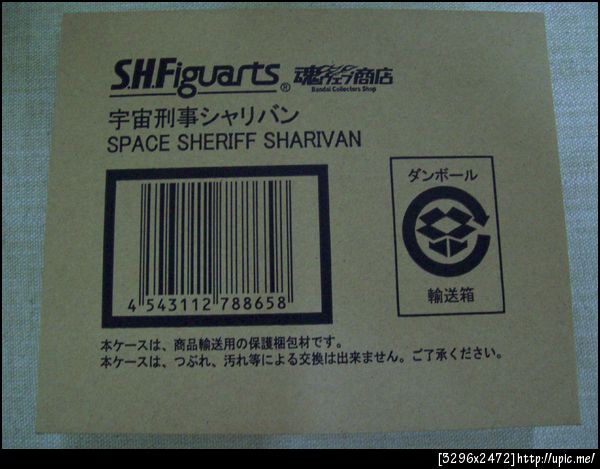 S.H.Figuarts® 魂ウェブ商店
Bandai Collectors Shop
宇宙刑事シャリバン
SPACE SHERIFF SHARIVAN
ダンボール
輸送箱
4 543112 788658
本ケースは、商品輸送用の保護梱包材です。
本ケースは、つぶれ、汚れ等による交換は出来ません。ご了承ください。
[3296x2472]http://upic.me/